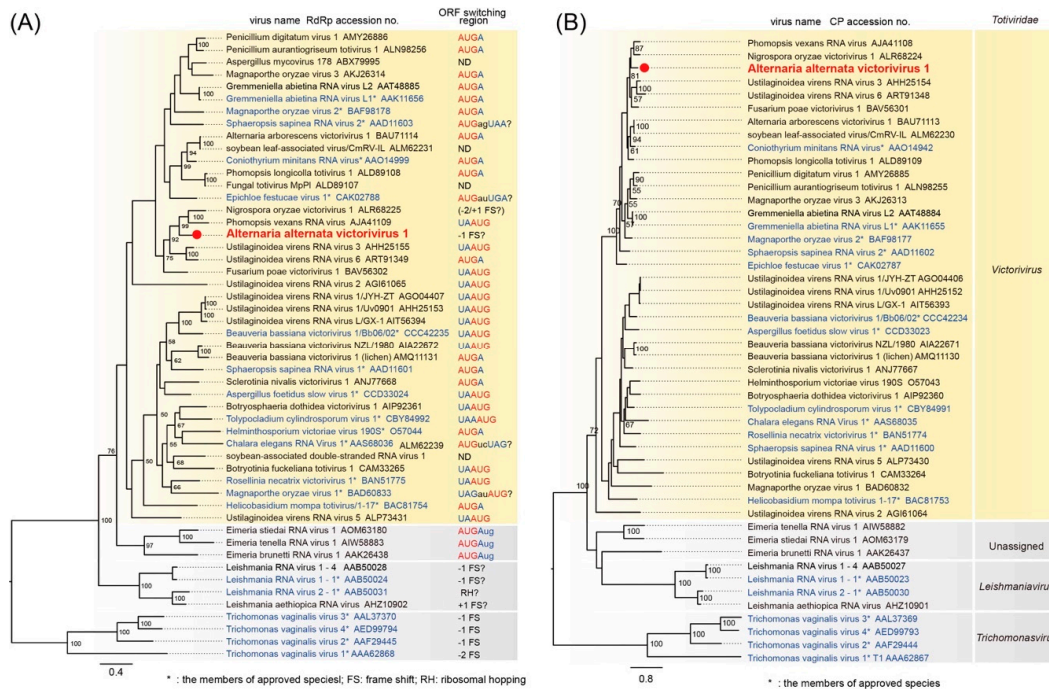 (A)
virus name RdRp accession no.
ORF switching
region
Penicillium digitatum virus 1 AMY26886 AUGA
Penicillium aurantiogriseum totivirus 1 ALN98256 AUGA
Aspergillus mycovirus 178 ABX79995 ND
Magnaporthe oryzae virus 3 AKJ26314 AUGA
Gremmeniella abietina RNA virus L2 AAT48885 AUGA
Gremmeniella abietina RNA virus L1* AAK11656 AUGA
Magnaporthe oryzae virus 2* BAF98178 AUGA
Sphaeropsis sapinea RNA virus 2* AAD11603 AUGagUAA?
Alternaria arborescens victorivirus 1 BAU71114 AUGA
soybean leaf-associated virus/CmRV-IL ALM62231 ND
Coniothyrium minitans RNA virus* AAO14999 AUGA
Phomopsis longicolla totivirus 1 ALD89108 AUGA
Fungal totivirus MpPl ALD89107 ND
Epichloe festucae virus 1* CAK02788 AUGauUGA?
Nigrospora oryzae victorivirus 1 ALR68225 (-2/+1 FS?)
Phomopsis vexans RNA virus AJA41109 UAAUG
Alternaria alternata victorivirus 1 -1 FS?
Ustilaginoidea virens RNA virus 3 AHH25155 UAAUG
Ustilaginoidea virens RNA virus 6 ART91349 AUGA
Fusarium poae victorivirus 1 BAV56302 UAAUG
Ustilaginoidea virens RNA virus 2 AGI61065 UAAUG
Ustilaginoidea virens RNA virus 1/JYH-ZT AGO04407 UAAUG
Ustilaginoidea virens RNA virus 1/Uv0901 AHH25153 UAAUG
Ustilaginoidea virens RNA virus L/GX-1 AIT56394 UAAUG
Beauveria bassiana victorivirus 1/Bb06/02* CCC42235 UAAUG
Beauveria bassiana victorivirus NZL/1980 AIA22672 UAAUG
Beauveria bassiana victorivirus 1 (lichen) AMQ11131 AUGA
Sphaeropsis sapinea RNA virus 1* AAD11601 AUGA
Sclerotinia nivalis victorivirus 1 ANJ77668 AUGA
Aspergillus foetidus slow virus 1* CCD33024 UAAUG
Botryosphaeria dothidea victorivirus 1 AIP92361 UAAUG
Tolypocladium cylindrosporum virus 1* CBY84992 UAAAUG
Helminthosporium victoriae virus 190S* O57044 AUGA
Chalara elegans RNA Virus 1* AAS68036 ALM62239 AUGucUAG?
soybean-associated double-stranded RNA virus 1 ND
Botryotinia fuckeliana totivirus 1 CAM33265 UAAUG
Rosellinia necatrix victorivirus 1* BAN51775 UAAUG
Magnaporthe oryzae virus 1* BAD60833 UAGauAUG?
Helicobasidium mompa totivirus/1-17* BAC81754 AUGA
Ustilaginoidea virens RNA virus 5 ALP73431 UAAUG
Eimeria stiedai RNA virus 1 AOM63180 AUGAug
Eimeria tenella RNA virus 1 AIW58883 AUGAug
Eimeria brunetti RNA virus 1 AAK26438 AUGAug
Leishmania RNA virus 1 - 4 AAB50028 -1 FS?
Leishmania RNA virus 1 - 1* AAB50024 -1 FS?
Leishmania RNA virus 2 - 1* AAB50031 RH?
Leishmania aethiopica RNA virus AHZ10902 +1 FS?
Trichomonas vaginalis virus 3* AAL37370 -1 FS
Trichomonas vaginalis virus 4* AED99794 -1 FS
Trichomonas vaginalis virus 2* AAF29445 -1 FS
Trichomonas vaginalis virus 1* AAA62868 -2 FS
0.4
* : the members of approved speciesl; FS: frame shift; RH: ribosomal hopping
(B)
virus name CP accession no.
Totiviridae
Phomopsis vexans RNA virus AJA41108
Nigrospora oryzae victorivirus 1 ALR68224
Alternaria alternata victorivirus 1
Ustilaginoidea virens RNA virus 3 AHH25154
Ustilaginoidea virens RNA virus 6 ART91348
Fusarium poae virus 1 BAV56301
Alternaria arborescens victorivirus 1 BAU71113
soybean leaf-associated virus/CmRV-IL ALM62230
Coniothyrium minitans RNA virus* AAO14942
Phomopsis longicolla totivirus 1 ALD89109
Penicillium digitatum virus 1 AMY26885
Penicillium aurantiogriseum totivirus 1 ALN98255
Magnaporthe oryzae virus 3 AKJ26313
Gremmeniella abietina RNA virus L2 AAT48884
Gremmeniella abietina RNA virus L1* AAK11655
Magnaporthe oryzae virus 2* BAF98177
Sphaeropsis sapinea RNA virus 2* AAD11602
Epichloe festucae virus 1* CAK02787
Ustilaginoidea virens RNA virus 1/JYH-ZT AGO04406
Ustilaginoidea virens RNA virus 1/Uv0901 AHH25152
Ustilaginoidea virens RNA virus L/GX-1 AIT56393
Beauveria bassiana victorivirus 1/Bb06/02* CCC42234
Aspergillus foetidus slow virus 1* CCD33023
Beauveria bassiana victorivirus NZL/1980 AIA22671
Beauveria bassiana victorivirus 1 (lichen) AMQ11130
Sclerotinia nivalis victorivirus 1 ANJ77667
Helminthosporium victoriae virus 190S O57043
Botryosphaeria dothidea victorivirus 1 AIP92360
Tolypocladium cylindrosporum virus 1* CBY84991
Chalara elegans RNA virus 1* AAS68035
Rosellinia necatrix victorivirus 1* BAN51774
Sphaeropsis sapinea RNA virus 1* AAD11600
Ustilaginoidea virens RNA virus 5 ALP73430
Botryotinia fuckeliana totivirus 1 CAM33264
Magnaporthe oryzae virus 1 BAD60832
Helicobasidium mompa totivirus 1-17* BAC81753
Ustilaginoidea virens RNA virus 2 AGI61064
Victorivirus
Eimeria tenella RNA virus 1 AIW58882
Eimeria stiedai RNA virus 1 AOM63179
Eimeria brunetti RNA virus 1 AAK26437
Unassigned
Leishmania RNA virus 1 - 4 AAB50027
Leishmania RNA virus 1 - 1* AAB50023
Leishmania RNA virus 2 - 1* AAB50030
Leishmania aethiopica RNA virus AHZ10901
Leishmaniavirus
Trichomonas vaginalis virus 3* AAL37369
Trichomonas vaginalis virus 4* AED99793
Trichomonas vaginalis virus 2* AAF29444
Trichomonas vaginalis virus 1* T1 AAA62867
Trichomonasvirus
0.8
* : the members of approved species